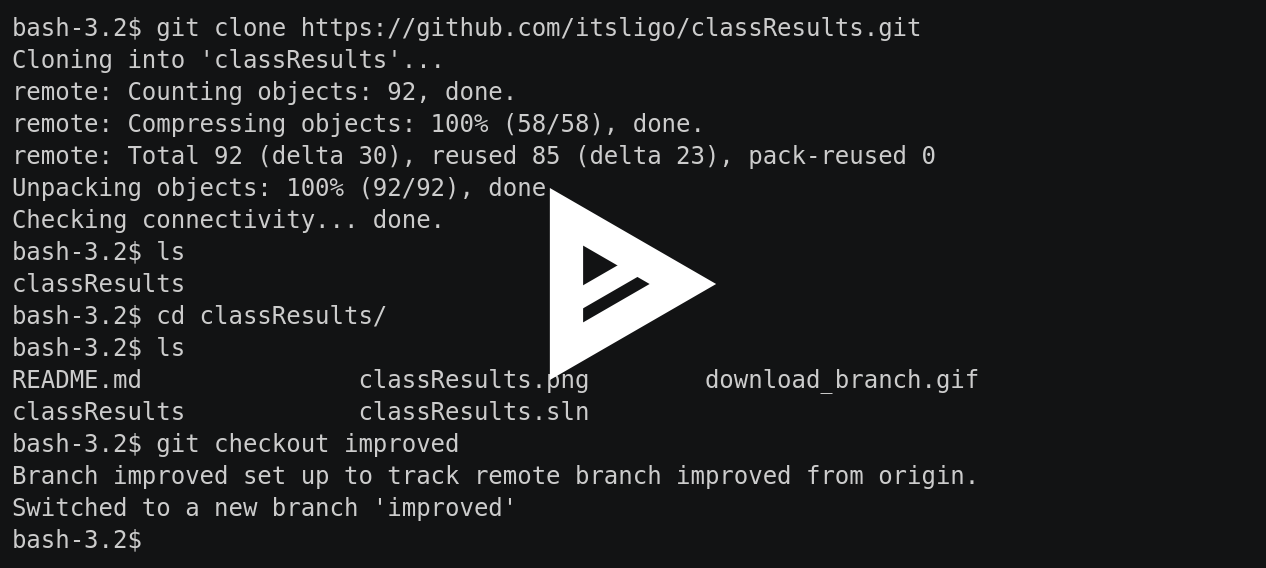 bash-3.2$ git clone https://github.com/itsligo/classResults.git
Cloning into 'classResults'...
remote: Counting objects: 92, done.
remote: Compressing objects: 100% (58/58), done.
remote: Total 92 (delta 30), reused 85 (delta 23), pack-reused 0
Unpacking objects: 100% (92/92), done
Checking connectivity... done.
bash-3.2$ ls
classResults
bash-3.2$ cd classResults/
bash-3.2$ ls
README.md               classResults.png        download_branch.gif
classResults            classResults.sln
bash-3.2$ git checkout improved
Branch improved set up to track remote branch improved from origin.
Switched to a new branch 'improved'
bash-3.2$